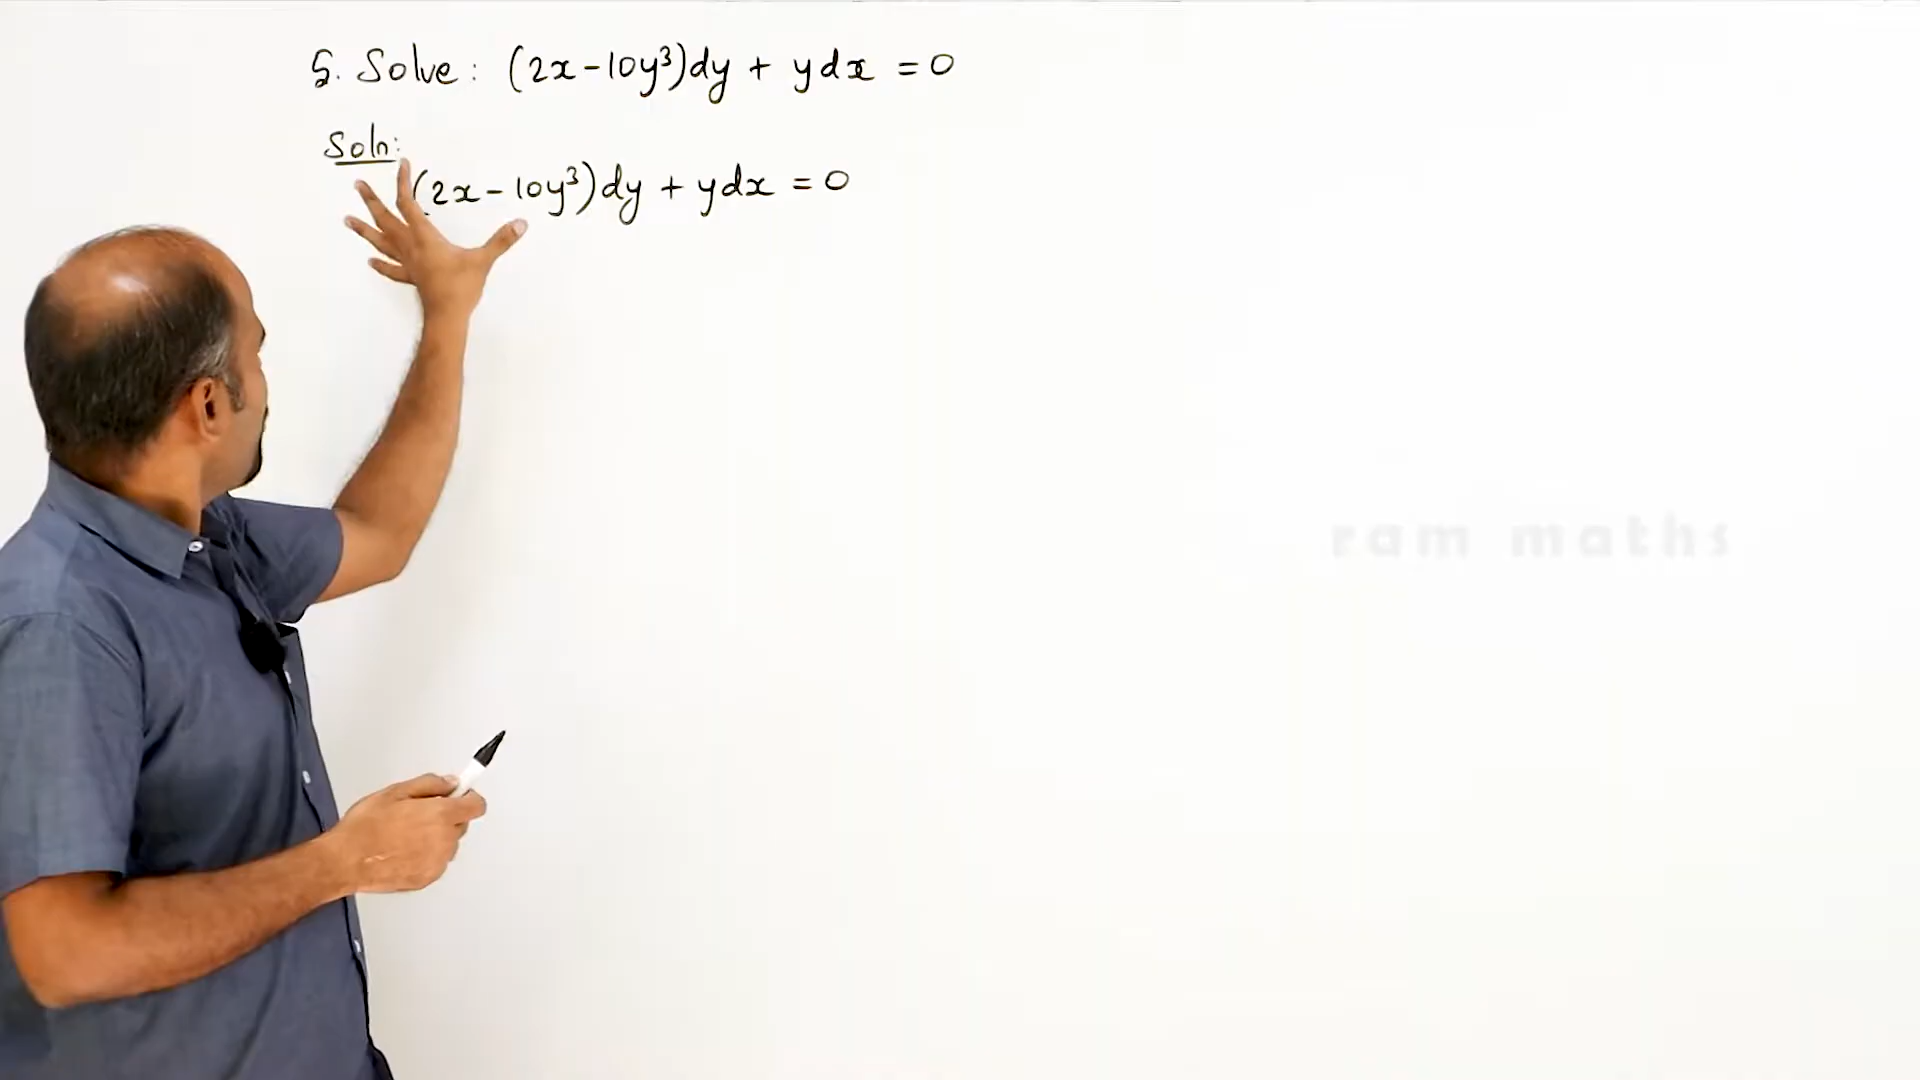 5. Solve: (2x-10y³)dy + ydx = 0
Soln:
(2x-10y³)dy + ydx = 0
ram maths